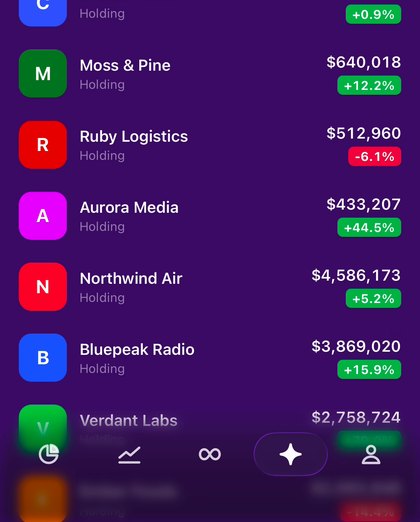 C
Holding
+0.9%
M
Moss & Pine
$640,018
Holding
+12.2%
R
Ruby Logistics
$512,960
Holding
-6.1%
A
Aurora Media
$433,207
Holding
+44.5%
N
Northwind Air
$4,586,173
Holding
+5.2%
B
Bluepeak Radio
$3,869,020
Holding
+15.9%
V
Verdant Labs
$2,758,724
Holding